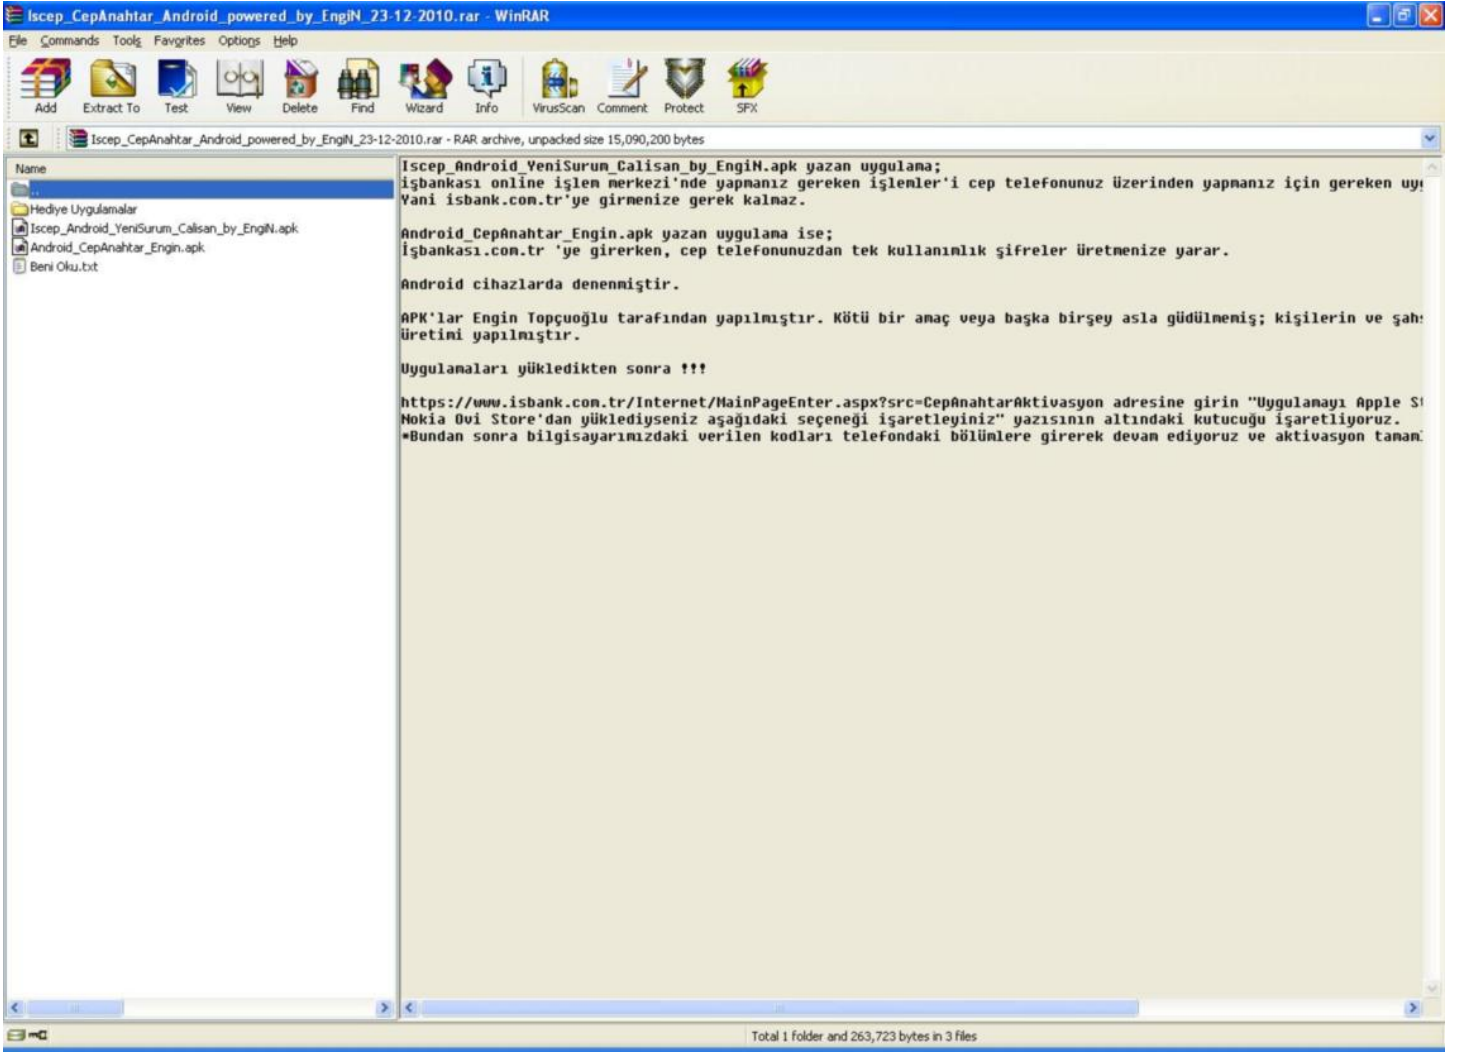 Iscep_CepAnahtar_Android_powered_by_EngiN_23-12-2010.rar - WinRAR
File Commands Tools Favorites Options Help
Add Extract To Test View Delete Find Wizard Info VirusScan Comment Protect SFX
Iscep_CepAnahtar_Android_powered_by_EngiN_23-12-2010.rar - RAR archive, unpacked size 15,090,200 bytes
Name
..
Hediye Uygulamalar
Iscep_Android_YeniSurum_Calisan_by_EngiN.apk
Android_CepAnahtar_Engin.apk
Beni Oku.txt
Iscep_Android_YeniSurum_Calisan_by_EngiN.apk yazan uygulama;
işbankası online işlem merkezi'nde yapmanız gereken işlemler'i cep telefonunuz üzerinden yapmanız için gereken
Yani isbank.com.tr'ye girmenize gerek kalmaz.
Android_CepAnahtar_Engin.apk yazan uygulama ise;
İşbankası.com.tr 'ye girerken, cep telefonunuzdan tek kullanımlık şifreler üretmenize yarar.
Android cihazlarda denenmiştir.
APK'lar Engin Topçuoğlu tarafından yapılmıştır. Kötü bir amaç veya başka birşey asla güdülmemiş; kişilerin ve
üretimi yapılmıştır.
Uygulamaları yükledikten sonra !!!
https://www.isbank.com.tr/Internet/MainPageEnter.aspx?src=CepAnahtarAktivasyon adresine girin "Uygulamayı Apple
Nokia Ovi Store'dan yüklediyseniz aşağıdaki seçeneği işaretleyiniz" yazısının altındaki kutucuğu işaretliyoruz.
*Bundan sonra bilgisayarımızdaki verilen kodları telefondaki bölümlere girerek devam ediyoruz ve aktivasyon
Total 1 folder and 263,723 bytes in 3 files